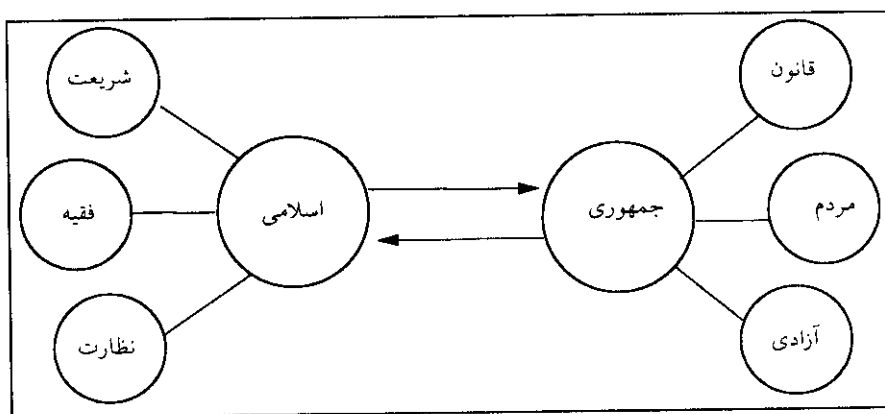 قانون
شریعت
جمهوری
اسلامی
مردم
فقیه
آزادی
نظارت